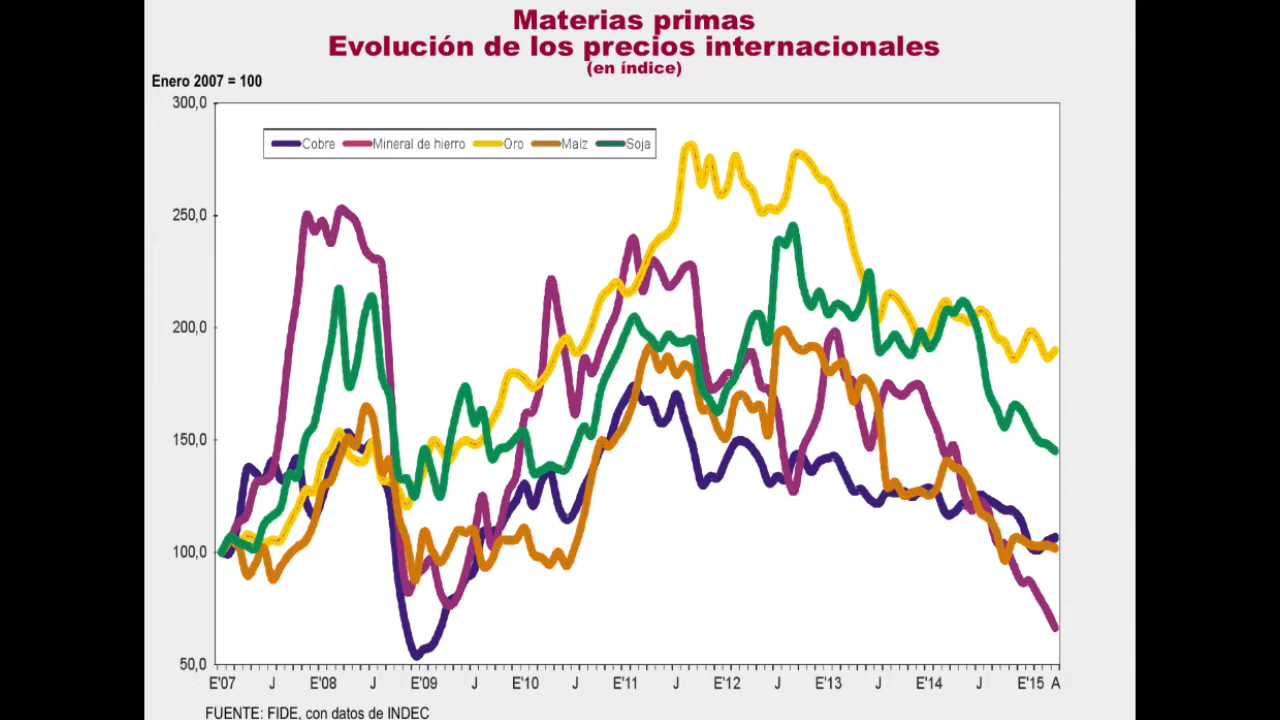 Materias primas
Evolución de los precios internacionales
(en índice)
Enero 2007 = 100
300,0
Cobre Mineral de hierro Oro Maíz Soja
250,0
200,0
150,0
100,0
50,0
E'07 J E'08 J E'09 J E'10 J E'11 J E'12 J E'13 J E'14 J E'15 A
FUENTE: FIDE, con datos de INDEC